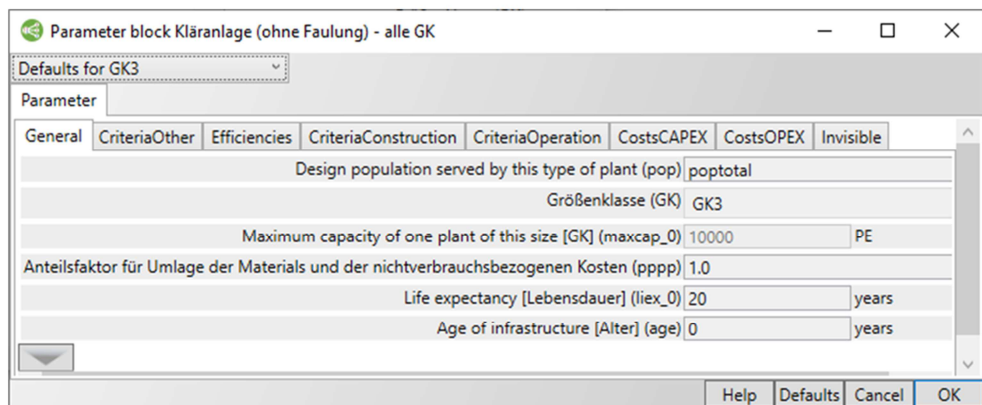 Parameter block Kläranlage (ohne Faulung) - alle GK
Defaults for GK3
Parameter
General CriteriaOther Efficiencies CriteriaConstruction CriteriaOperation CostsCAPEX CostsOPEX Invisible
Design population served by this type of plant (pop) poptotal
Größenklasse (GK) GK3
Maximum capacity of one plant of this size [GK] (maxcap_0) 10000 PE
Anteilsfaktor für Umlage der Materials und der nichtverbrauchsbezogenen Kosten (pppp) 1.0
Life expectancy [Lebensdauer] (liex_0) 20 years
Age of infrastructure [Alter] (age) 0 years
Help Defaults Cancel OK